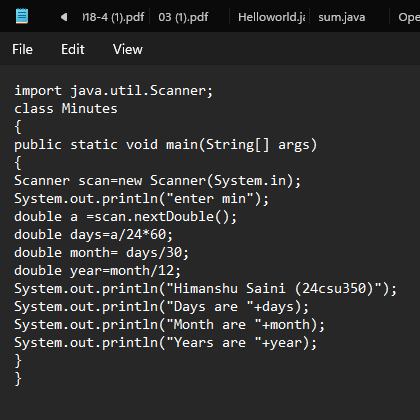 018-4 (1).pdf 03 (1).pdf Helloworld.ja sum.java Ope
File Edit View
import java.util.Scanner;
class Minutes
{
public static void main(String[] args)
{
Scanner scan=new Scanner(System.in);
System.out.println("enter min");
double a =scan.nextDouble();
double days=a/24*60;
double month= days/30;
double year=month/12;
System.out.println("Himanshu Saini (24csu350)");
System.out.println("Days are "+days);
System.out.println("Month are "+month);
System.out.println("Years are "+year);
}
}